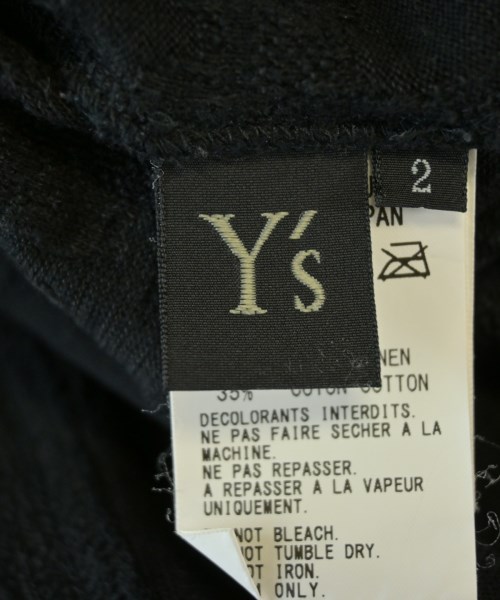 Y's
2
PAN
NEN
35% COTON COTTON
DECOLORANTS INTERDITS.
NE PAS FAIRE SECHER A LA
MACHINE.
NE PAS REPASSER.
A REPASSER A LA VAPEUR
UNIQUEMENT.
NOT BLEACH.
NOT TUMBLE DRY.
NOT IRON.
ONLY.